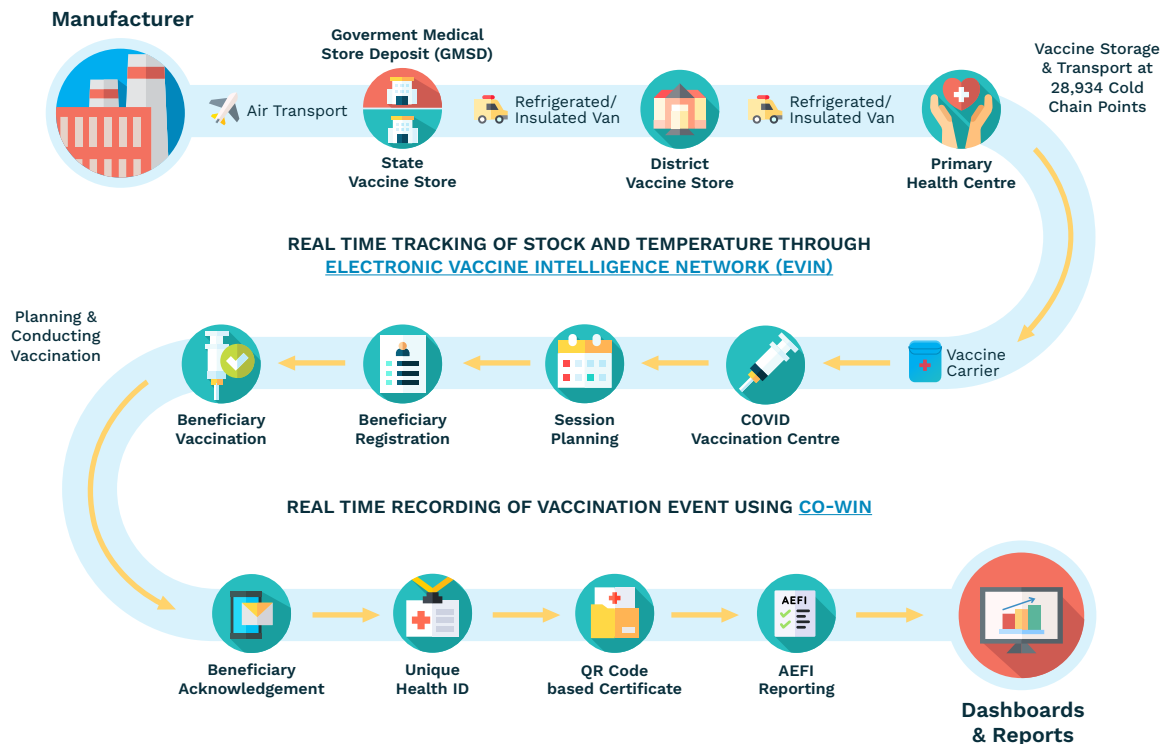 Manufacturer
Goverment Medical
Store Deposit (GMSD)
Air Transport
State
Vaccine Store
Refrigerated/
Insulated Van
District
Vaccine Store
Refrigerated/
Insulated Van
Primary
Health Centre
Vaccine Storage
& Transport at
28,934 Cold
Chain Points
REAL TIME TRACKING OF STOCK AND TEMPERATURE THROUGH
ELECTRONIC VACCINE INTELLIGENCE NETWORK (EVIN)
Vaccine
Carrier
COVID
Vaccination Centre
Session
Planning
Beneficiary
Registration
Beneficiary
Vaccination
Planning &
Conducting
Vaccination
REAL TIME RECORDING OF VACCINATION EVENT USING CO-WIN
Beneficiary
Acknowledgement
Unique
Health ID
QR Code
based Certificate
AEFI
AEFI
Reporting
Dashboards
& Reports